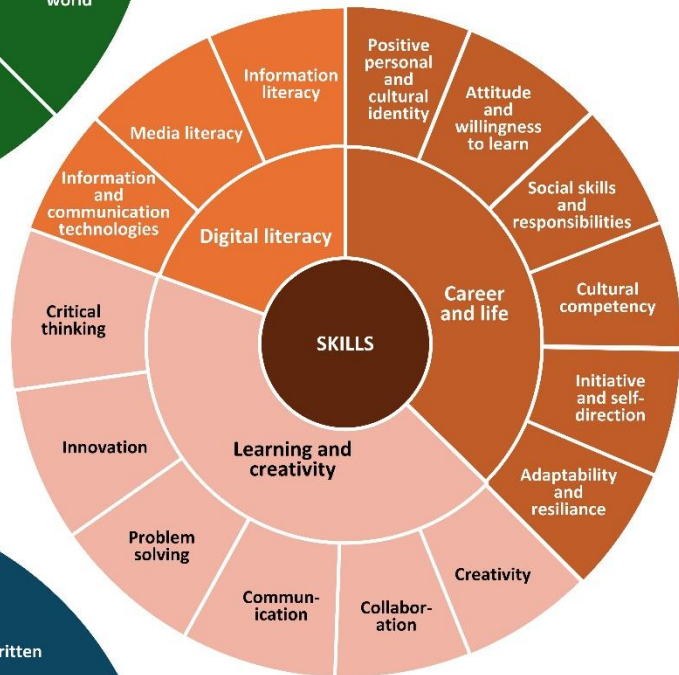 world
Positive
personal
and
cultural
identity
Attitude
and
willingness
to learn
Social skills
and
responsibilities
Cultural
competency
Initiative
and self-
direction
Adaptability
and
resiliance
Creativity
Collabor-
ation
Commun-
ication
Problem
solving
Innovation
Critical
thinking
Information
and
communication
technologies
Media literacy
Information
literacy
Digital literacy
Career
and life
Learning and
creativity
SKILLS